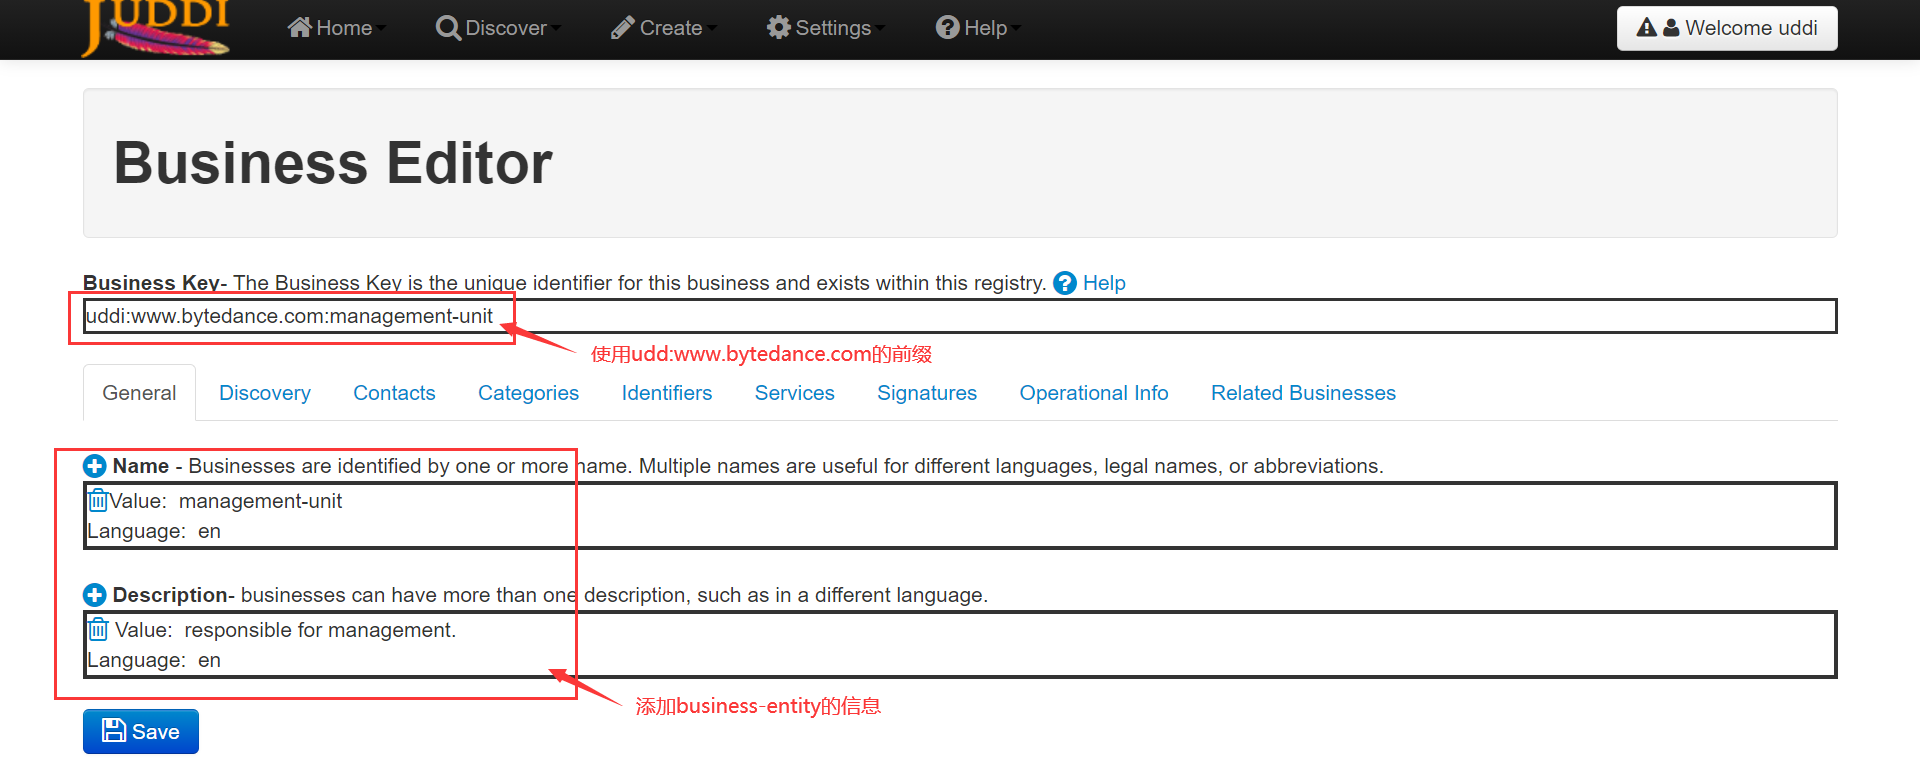 JUDDI
Home Discover Create Settings Help Welcome uddi
Business Editor
Business Key- The Business Key is the unique identifier for this business and exists within this registry. ? Help
uddi:www.bytedance.com:management-unit
使用udd:www.bytedance.com的前缀
General Discovery Contacts Categories Identifiers Services Signatures Operational Info Related Businesses
Name - Businesses are identified by one or more name. Multiple names are useful for different languages, legal names, or abbreviations.
Value: management-unit
Language: en
Description- businesses can have more than one description, such as in a different language.
Value: responsible for management.
Language: en
添加business-entity的信息
Save